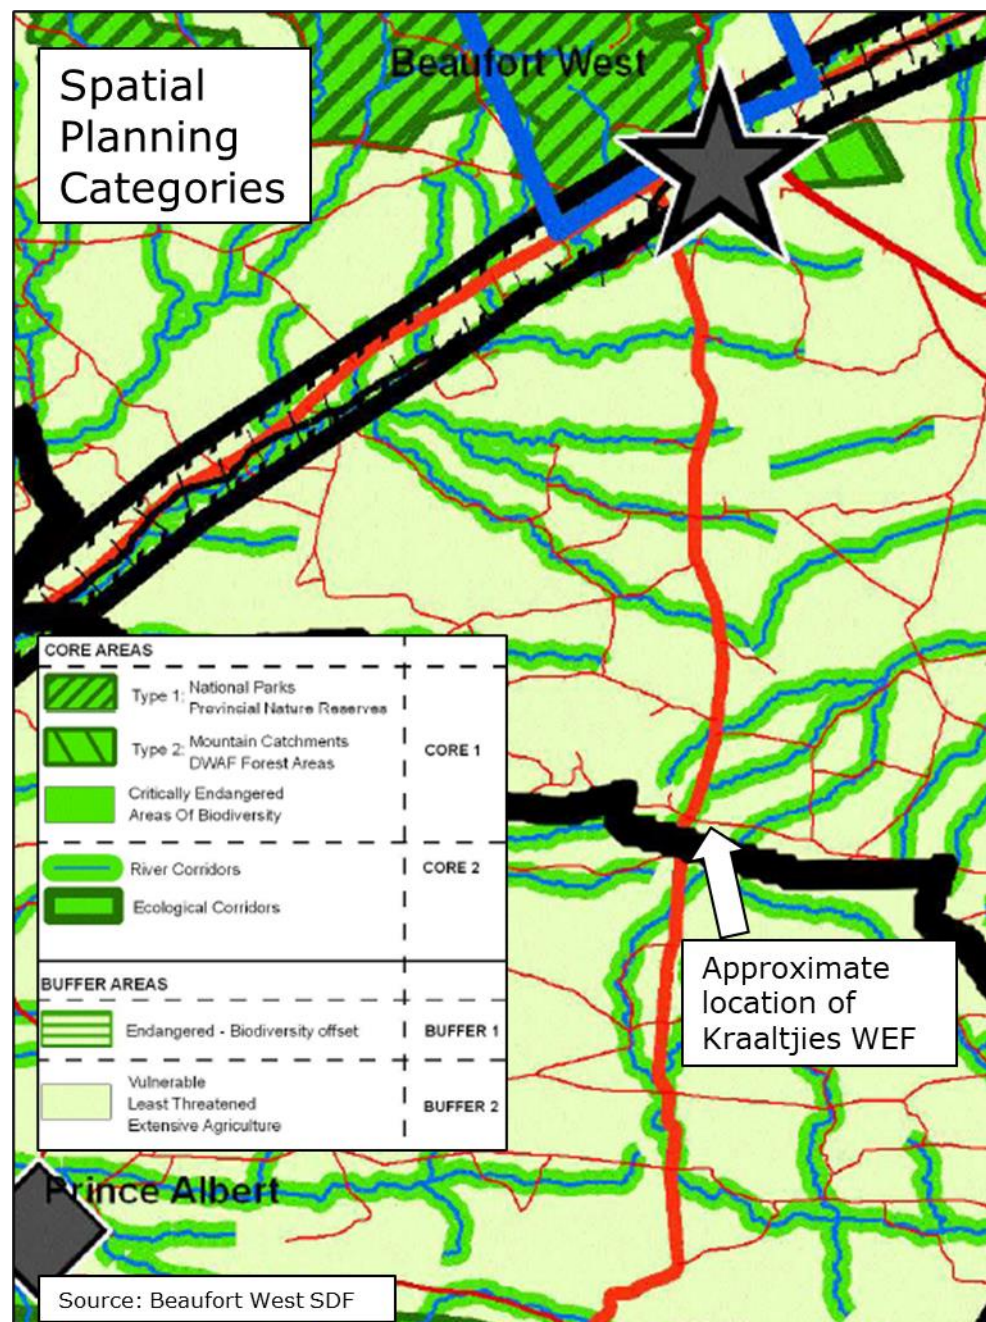 Beaufort West
Spatial
Planning
Categories
CORE AREAS
Type 1: National Parks
Provincial Nature Reserves
Type 2: Mountain Catchments
DWAF Forest Areas
CORE 1
Critically Endangered
Areas Of Biodiversity
River Corridors
CORE 2
Ecological Corridors
BUFFER AREAS
Endangered - Biodiversity offset
BUFFER 1
Vulnerable
Least Threatened
Extensive Agriculture
BUFFER 2
Approximate
location of
Kraaltjies WEF
Prince Albert
Source: Beaufort West SDF